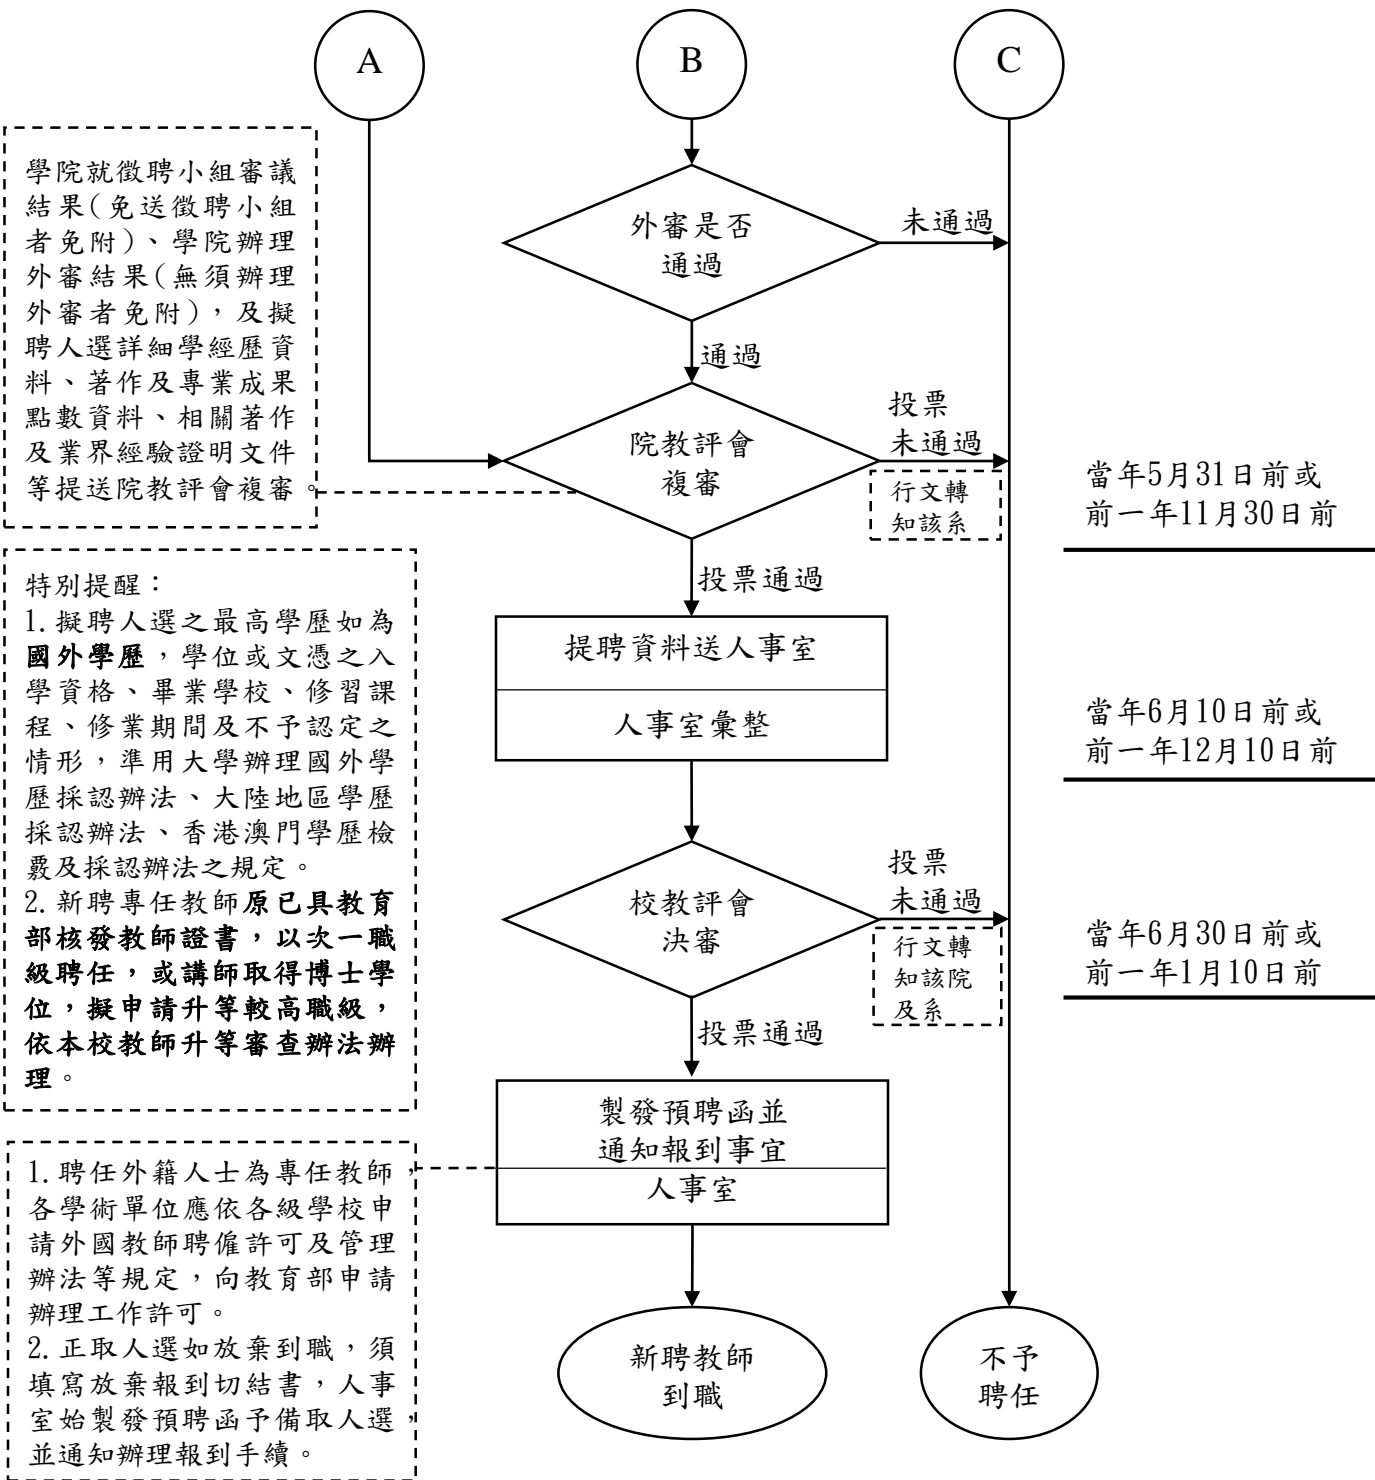 A
B
C
學院就徵聘小組審議
結果(免送徵聘小組
者免附)、學院辦理
外審結果(無須辦理
外審者免附),及擬
聘人選詳細學經歷資
料、著作及專業成果
點數資料、相關著作
及業界經驗證明文件
等提送院教評會複審。
外審是否
通過
未通過
通過
院教評會
複審
投票
未通過
行文轉
知該系
當年5月31日前或
前一年11月30日前
特別提醒：
1.擬聘人選之最高學歷如為
國外學歷，學位或文憑之入
學資格、畢業學校、修習課
程、修業期間及不予認定之
情形，準用大學辦理國外學
歷採認辦法、大陸地區學歷
採認辦法、香港澳門學歷檢
覈及採認辦法之規定。
2.新聘專任教師原已具教育
部核發教師證書，以次一職
級聘任，或講師取得博士學
位，擬申請升等較高職級，
依本校教師升等審查辦法辦
理。
投票通過
提聘資料送人事室
人事室彙整
當年6月10日前或
前一年12月10日前
校教評會
決審
投票
未通過
行文轉
知該院
及系
當年6月30日前或
前一年1月10日前
投票通過
製發預聘函並
通知報到事宜
人事室
1.聘任外籍人士為專任教師，
各學術單位應依各級學校申
請外國教師聘僱許可及管理
辦法等規定，向教育部申請
辦理工作許可。
2.正取人選如放棄到職，須
填寫放棄報到切結書，人事
室始製發預聘函予備取人選，
並通知辦理報到手續。
新聘教師
到職
不予
聘任